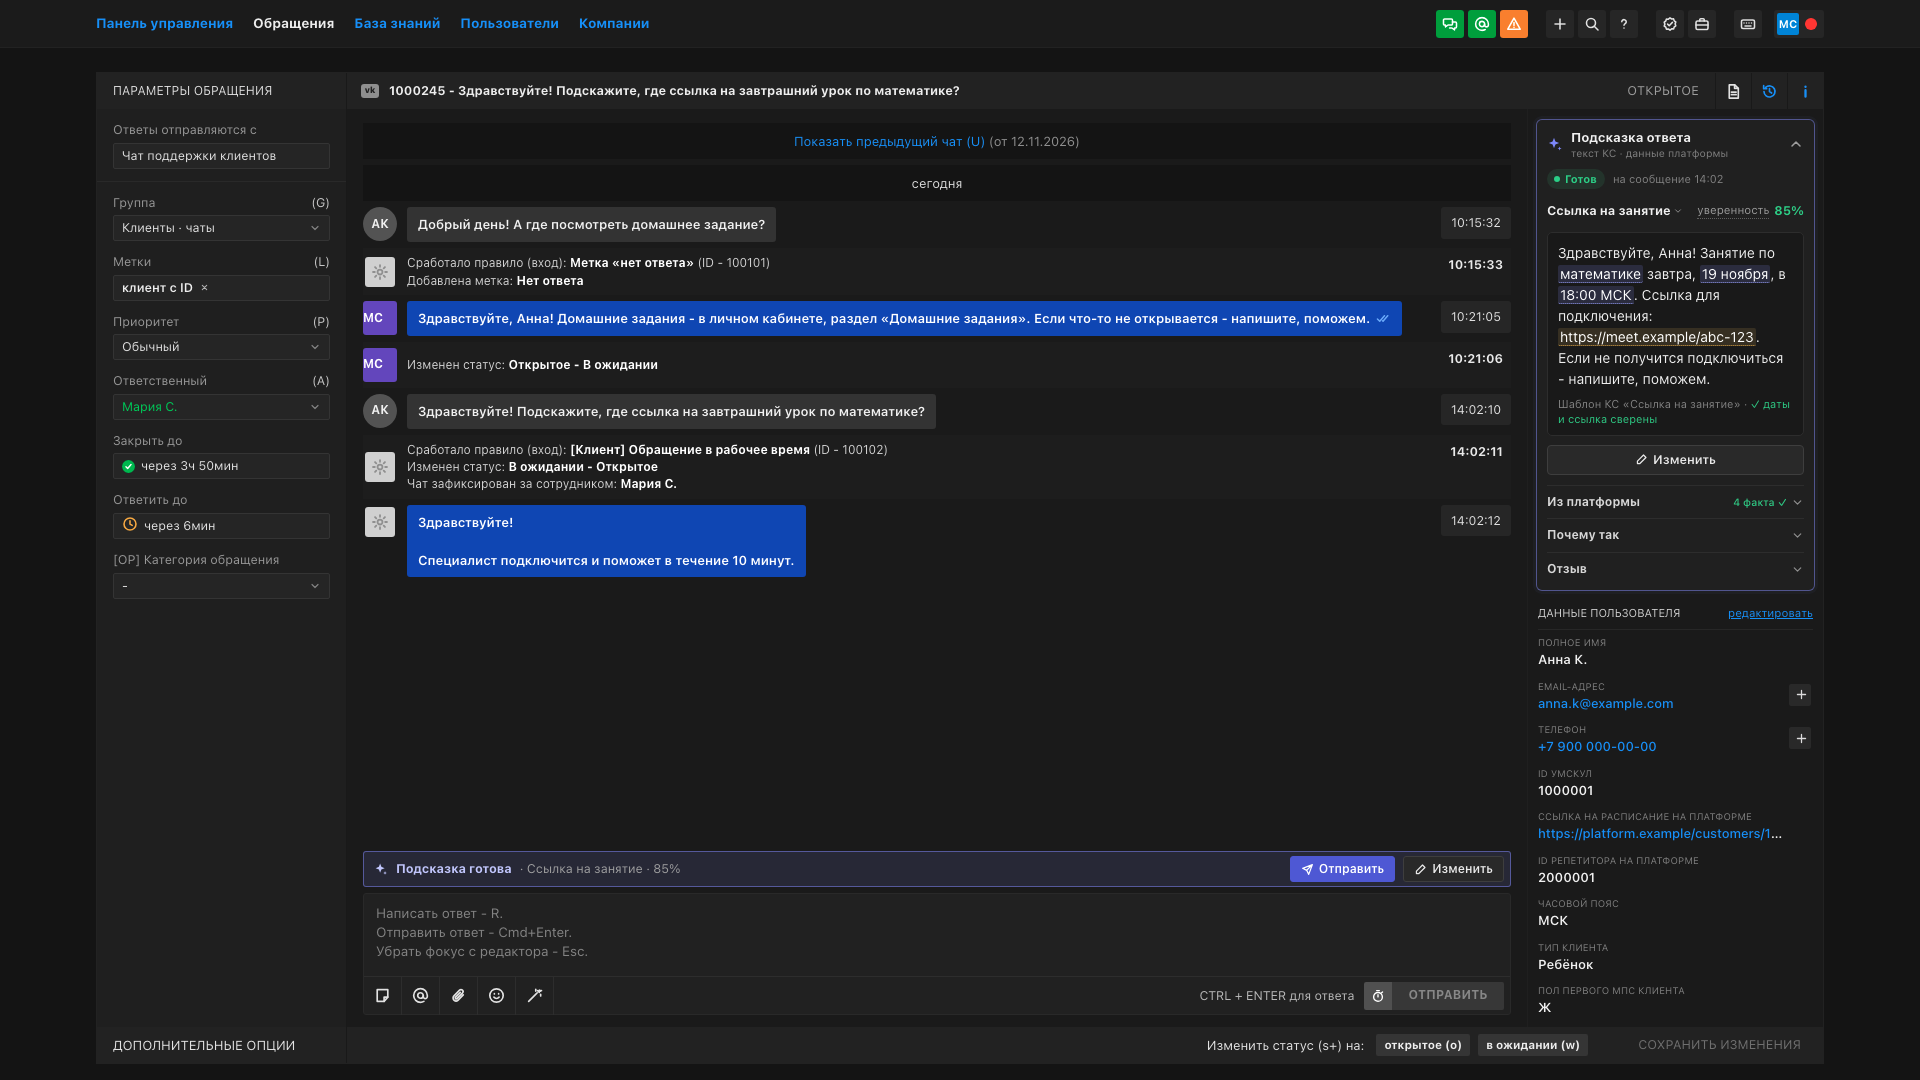 Панель управления Обращения База знаний Пользователи Компании
? МС
ПАРАМЕТРЫ ОБРАЩЕНИЯ
Ответы отправляются с
Чат поддержки клиентов
Группа (G)
Клиенты · чаты
Метки (L)
клиент с ID ×
Приоритет (P)
Обычный
Ответственный (A)
Мария С.
Закрыть до
через 3ч 50мин
Ответить до
через 6мин
[ОР] Категория обращения
-
ДОПОЛНИТЕЛЬНЫЕ ОПЦИИ
vk 1000245 - Здравствуйте! Подскажите, где ссылка на завтрашний урок по математике?
ОТКРЫТОЕ
i
Показать предыдущий чат (U) (от 12.11.2026)
сегодня
АК Добрый день! А где посмотреть домашнее задание? 10:15:32
Сработало правило (вход): Метка «нет ответа» (ID - 100101) 10:15:33
Добавлена метка: Нет ответа
МС Здравствуйте, Анна! Домашние задания - в личном кабинете, раздел «Домашние задания». Если что-то не открывается - напишите, поможем. 10:21:05
МС Изменен статус: Открытое - В ожидании 10:21:06
АК Здравствуйте! Подскажите, где ссылка на завтрашний урок по математике? 14:02:10
Сработало правило (вход): [Клиент] Обращение в рабочее время (ID - 100102) 14:02:11
Изменен статус: В ожидании - Открытое
Чат зафиксирован за сотрудником: Мария С.
Здравствуйте! 14:02:12
Специалист подключится и поможет в течение 10 минут.
Подсказка готова · Ссылка на занятие · 85% Отправить Изменить
Написать ответ - R.
Отправить ответ - Cmd+Enter.
Убрать фокус с редактора - Esc.
CTRL + ENTER для ответа ОТПРАВИТЬ
Изменить статус (s+) на: открытое (o) в ожидании (w) СОХРАНИТЬ ИЗМЕНЕНИЯ
Подсказка ответа
текст КС · данные платформы
Готов на сообщение 14:02
Ссылка на занятие уверенность 85%
Здравствуйте, Анна! Занятие по
математике завтра, 19 ноября, в
18:00 МСК. Ссылка для
подключения:
https://meet.example/abc-123.
Если не получится подключиться
- напишите, поможем.
Шаблон КС «Ссылка на занятие» · ✓ даты
и ссылка сверены
Изменить
Из платформы 4 факта ✓
Почему так
Отзыв
ДАННЫЕ ПОЛЬЗОВАТЕЛЯ редактировать
ПОЛНОЕ ИМЯ
Анна К.
EMAIL-АДРЕС
anna.k@example.com
ТЕЛЕФОН
+7 900 000-00-00
ID УМСКУЛ
1000001
ССЫЛКА НА РАСПИСАНИЕ НА ПЛАТФОРМЕ
https://platform.example/customers/1...
ID РЕПЕТИТОРА НА ПЛАТФОРМЕ
2000001
ЧАСОВОЙ ПОЯС
МСК
ТИП КЛИЕНТА
Ребёнок
ПОЛ ПЕРВОГО МПС КЛИЕНТА
Ж